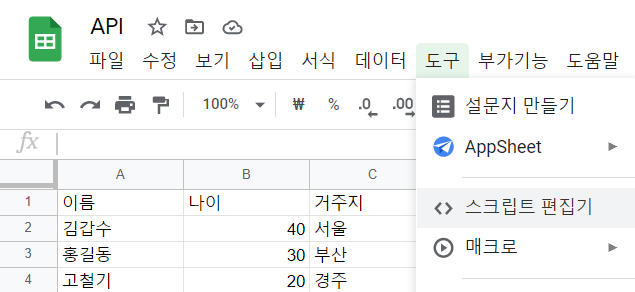 API
파일 수정 보기 삽입 서식 데이터 도구 부가기능 도움말
100% ₩ % .0 .00 설문지 만들기
fx AppSheet
A B C
1 이름 나이 거주지 스크립트 편집기
2 김갑수 40 서울
3 홍길동 30 부산 매크로
4 고철기 20 경주